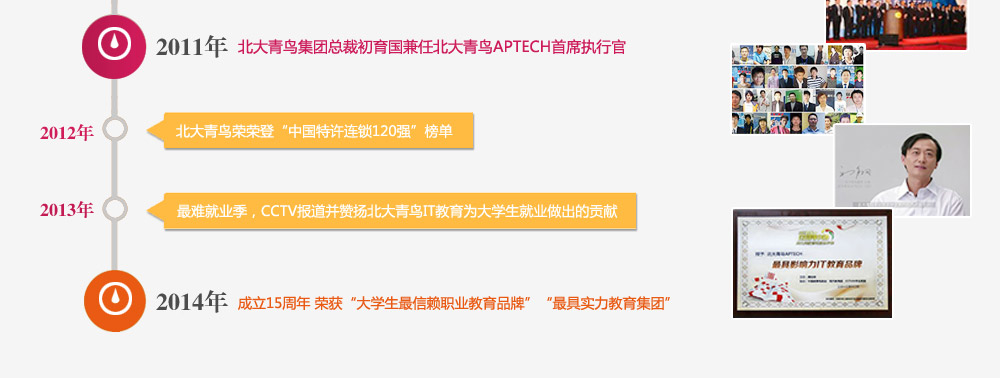 2011年 北大青鸟集团总裁初育国兼任北大青鸟APTECH首席执行官
2012年 北大青鸟荣荣登“中国特许连锁120强”榜单
2013年 最难就业季，CCTV报道并赞扬北大青鸟IT教育为大学生就业做出的贡献
2014年 成立15周年 荣获“大学生最信赖职业教育品牌”“最具实力教育集团”
授予：北大青鸟APTECH
最具影响力IT教育品牌